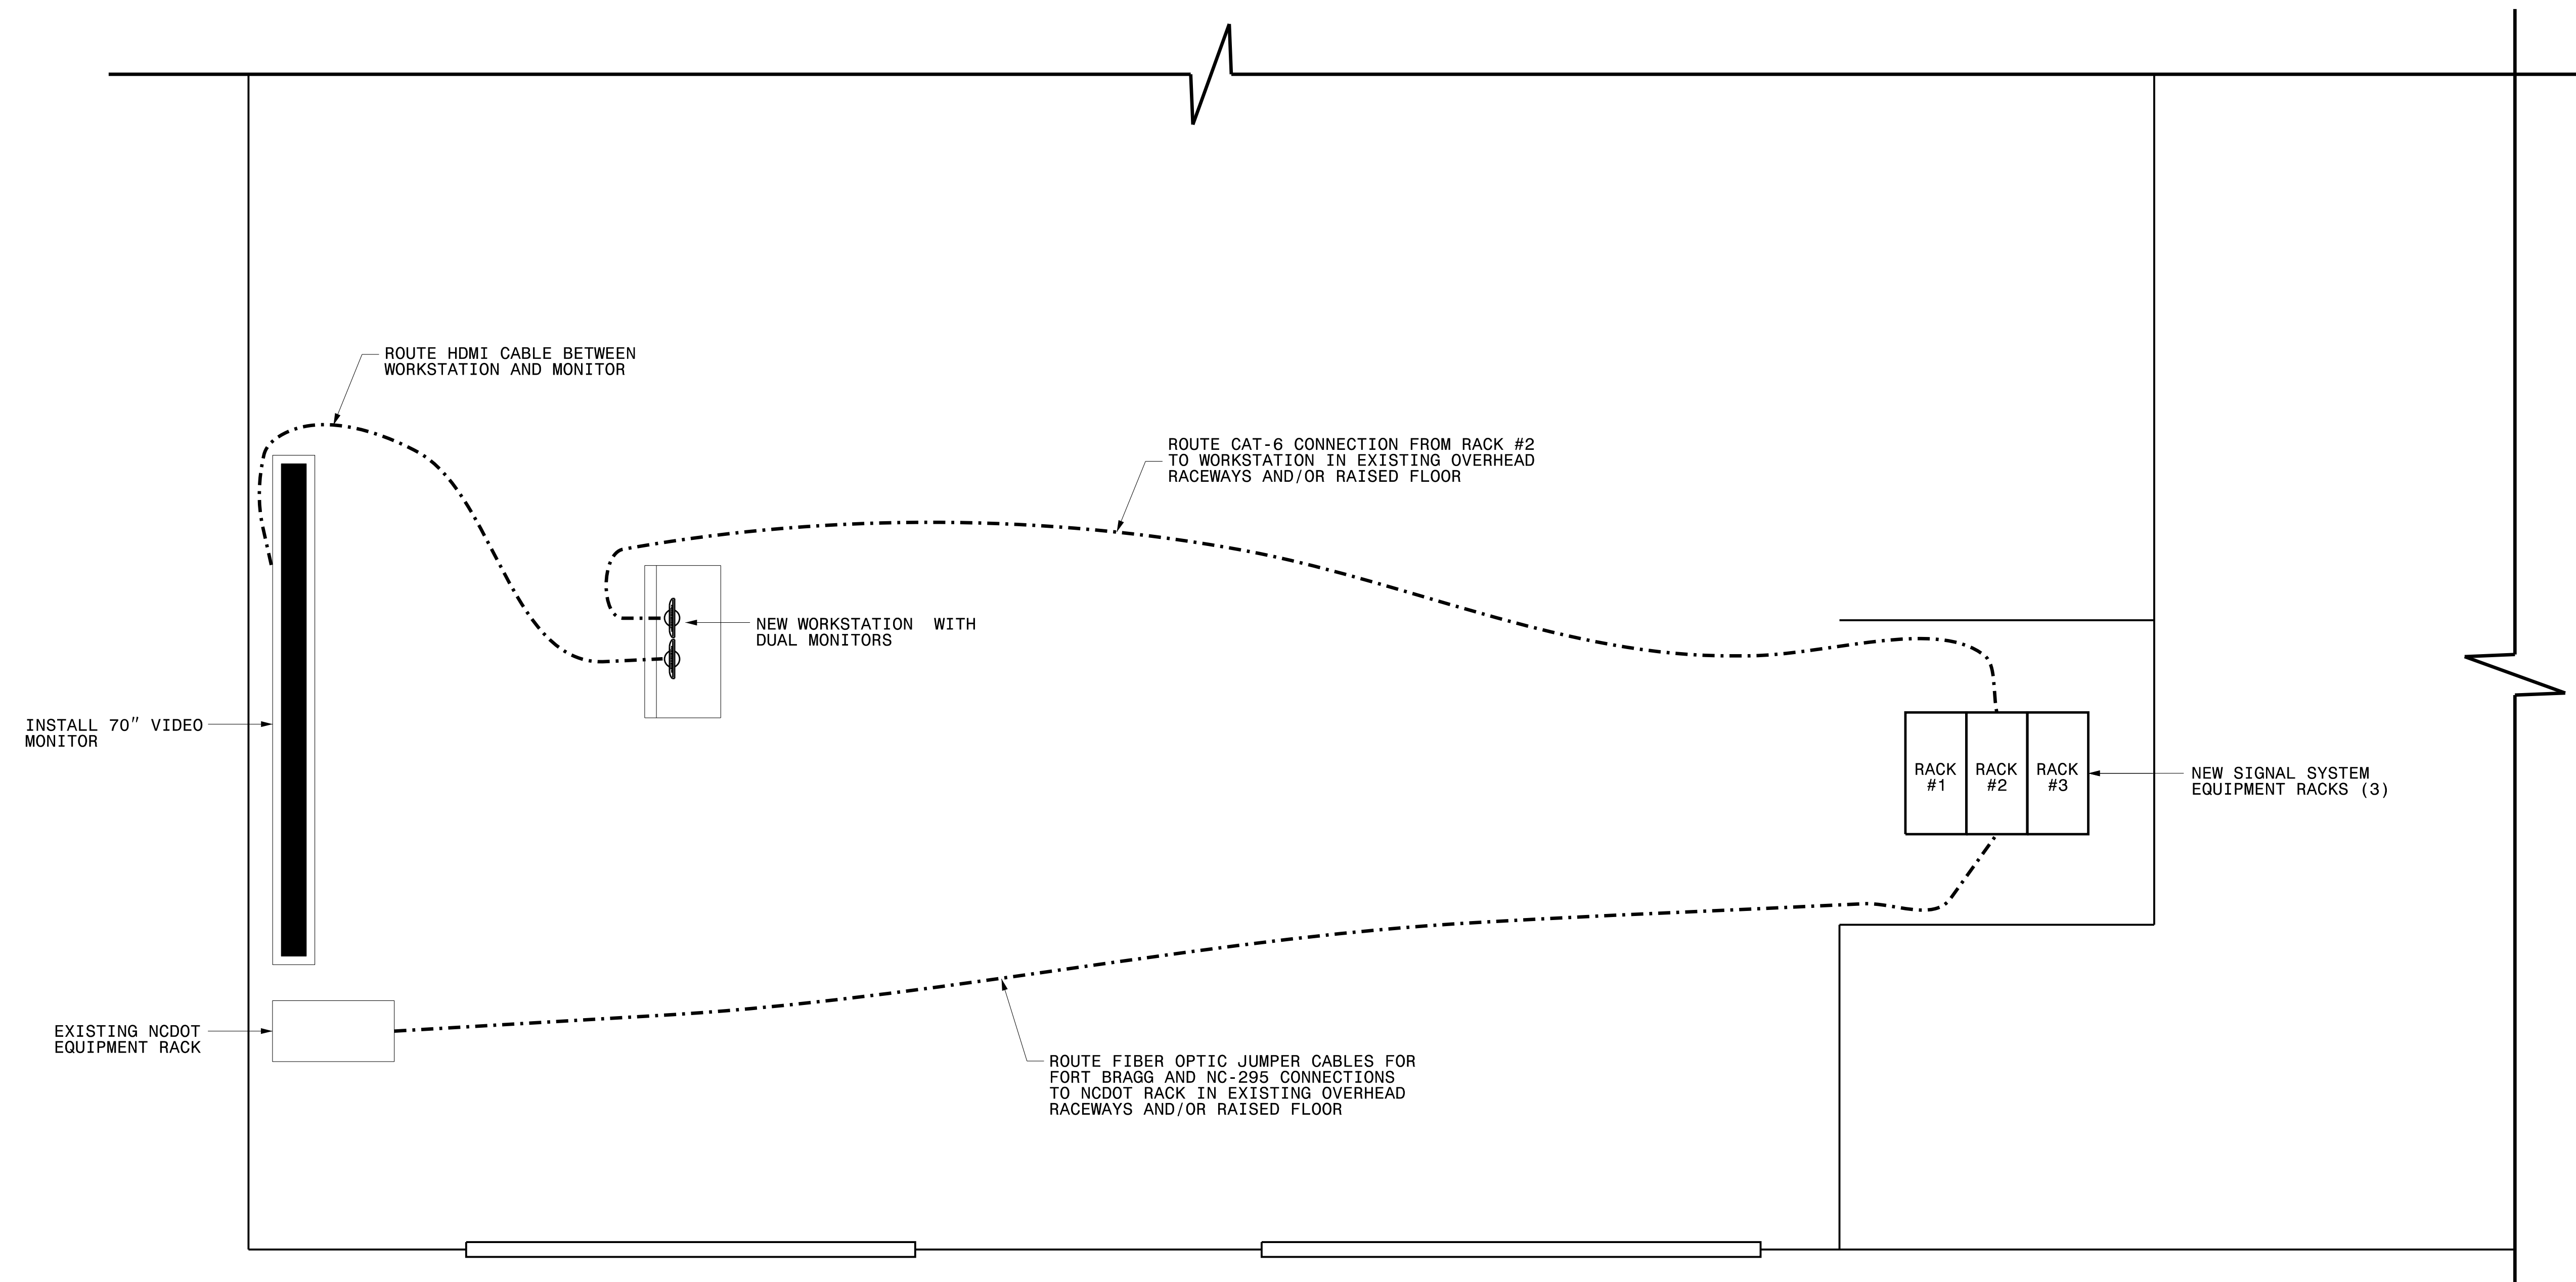 ROUTE HDMI CABLE BETWEEN
WORKSTATION AND MONITOR
ROUTE CAT-6 CONNECTION FROM RACK #2
TO WORKSTATION IN EXISTING OVERHEAD
RACEWAYS AND/OR RAISED FLOOR
NEW WORKSTATION  WITH
DUAL MONITORS
INSTALL 70" VIDEO
MONITOR
RACK
#1
RACK
#2
RACK
#3
NEW SIGNAL SYSTEM
EQUIPMENT RACKS (3)
EXISTING NCDOT
EQUIPMENT RACK
ROUTE FIBER OPTIC JUMPER CABLES FOR
FORT BRAGG AND NC-295 CONNECTIONS
TO NCDOT RACK IN EXISTING OVERHEAD
RACEWAYS AND/OR RAISED FLOOR